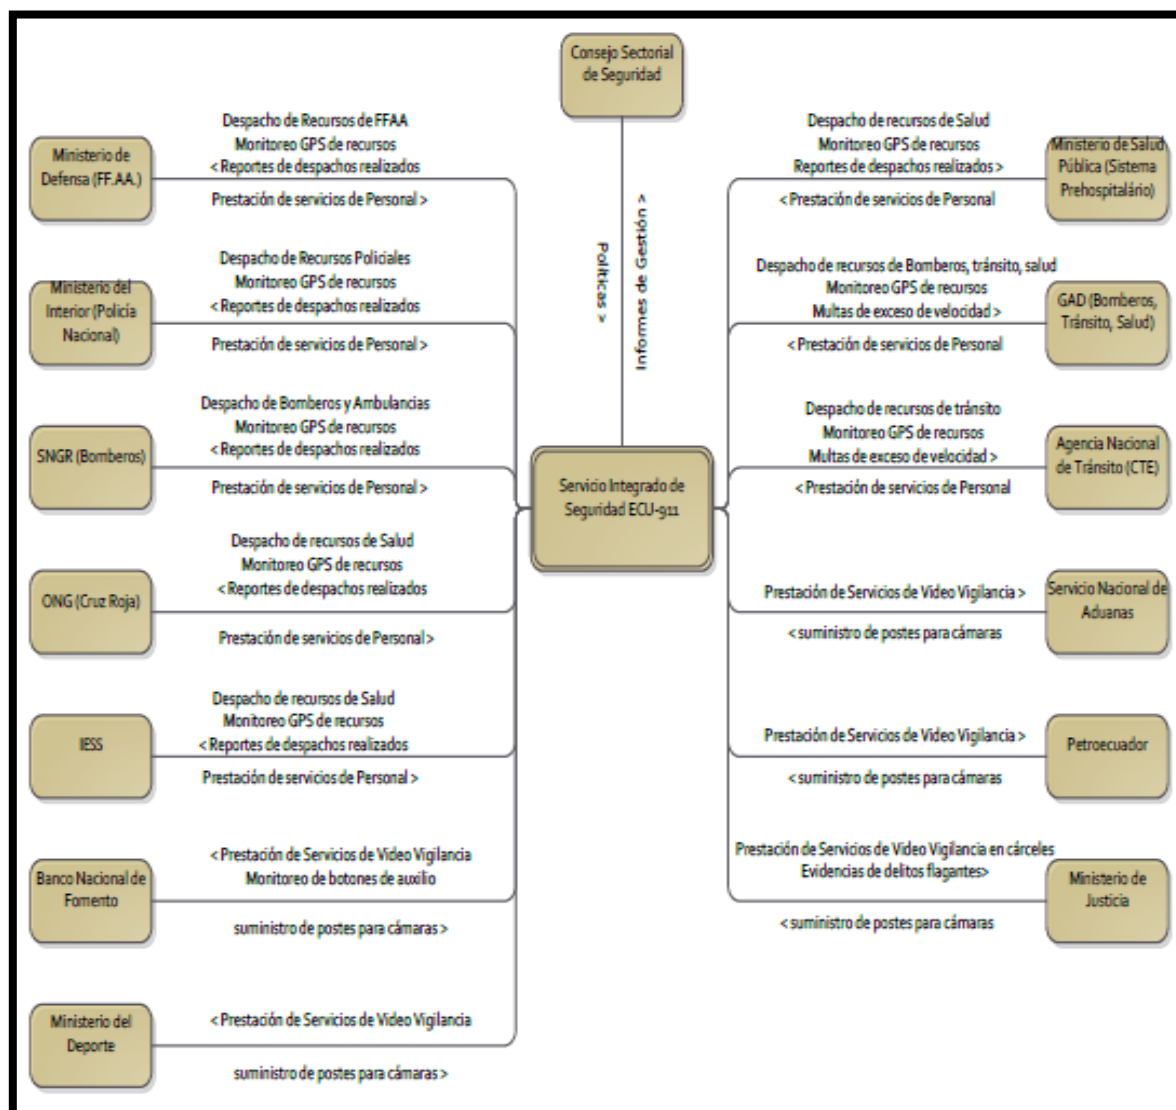 Consejo Sectorial
de Seguridad
Políticas >
Informes de Gestión >
Ministerio de
Defensa (FF.AA.)
Despacho de Recursos de FFAA
Monitoreo GPS de recursos
< Reportes de despachos realizados
Prestación de servicios de Personal >
Ministerio del
Interior (Policía
Nacional)
Despacho de Recursos Policiales
Monitoreo GPS de recursos
< Reportes de despachos realizados
Prestación de servicios de Personal >
SNGR (Bomberos)
Despacho de Bomberos y Ambulancias
Monitoreo GPS de recursos
< Reportes de despachos realizados
Prestación de servicios de Personal >
ONG (Cruz Roja)
Despacho de recursos de Salud
Monitoreo GPS de recursos
< Reportes de despachos realizados
Prestación de servicios de Personal >
IESS
Despacho de recursos de Salud
Monitoreo GPS de recursos
< Reportes de despachos realizados
Prestación de servicios de Personal >
Banco Nacional de
Fomento
< Prestación de Servicios de Video Vigilancia
Monitoreo de botones de auxilio
suministro de postes para cámaras >
Ministerio del
Deporte
< Prestación de Servicios de Video Vigilancia
suministro de postes para cámaras >
Servicio Integrado de
Seguridad ECU-911
Despacho de recursos de Salud
Monitoreo GPS de recursos
Reportes de despachos realizados >
< Prestación de servicios de Personal
Ministerio de Salud
Pública (Sistema
Prehospitalário)
Despacho de recursos de Bomberos, tránsito, salud
Monitoreo GPS de recursos
Multas de exceso de velocidad >
< Prestación de servicios de Personal
GAD (Bomberos,
Tránsito, Salud)
Despacho de recursos de tránsito
Monitoreo GPS de recursos
Multas de exceso de velocidad >
< Prestación de servicios de Personal
Agencia Nacional
de Tránsito (CTE)
Prestación de Servicios de Video Vigilancia >
< suministro de postes para cámaras
Servicio Nacional de
Aduanas
Prestación de Servicios de Video Vigilancia >
< suministro de postes para cámaras
Petroecuador
Prestación de Servicios de Video Vigilancia en cárceles
Evidencias de delitos flagantes>
< suministro de postes para cámaras
Ministerio de
Justicia